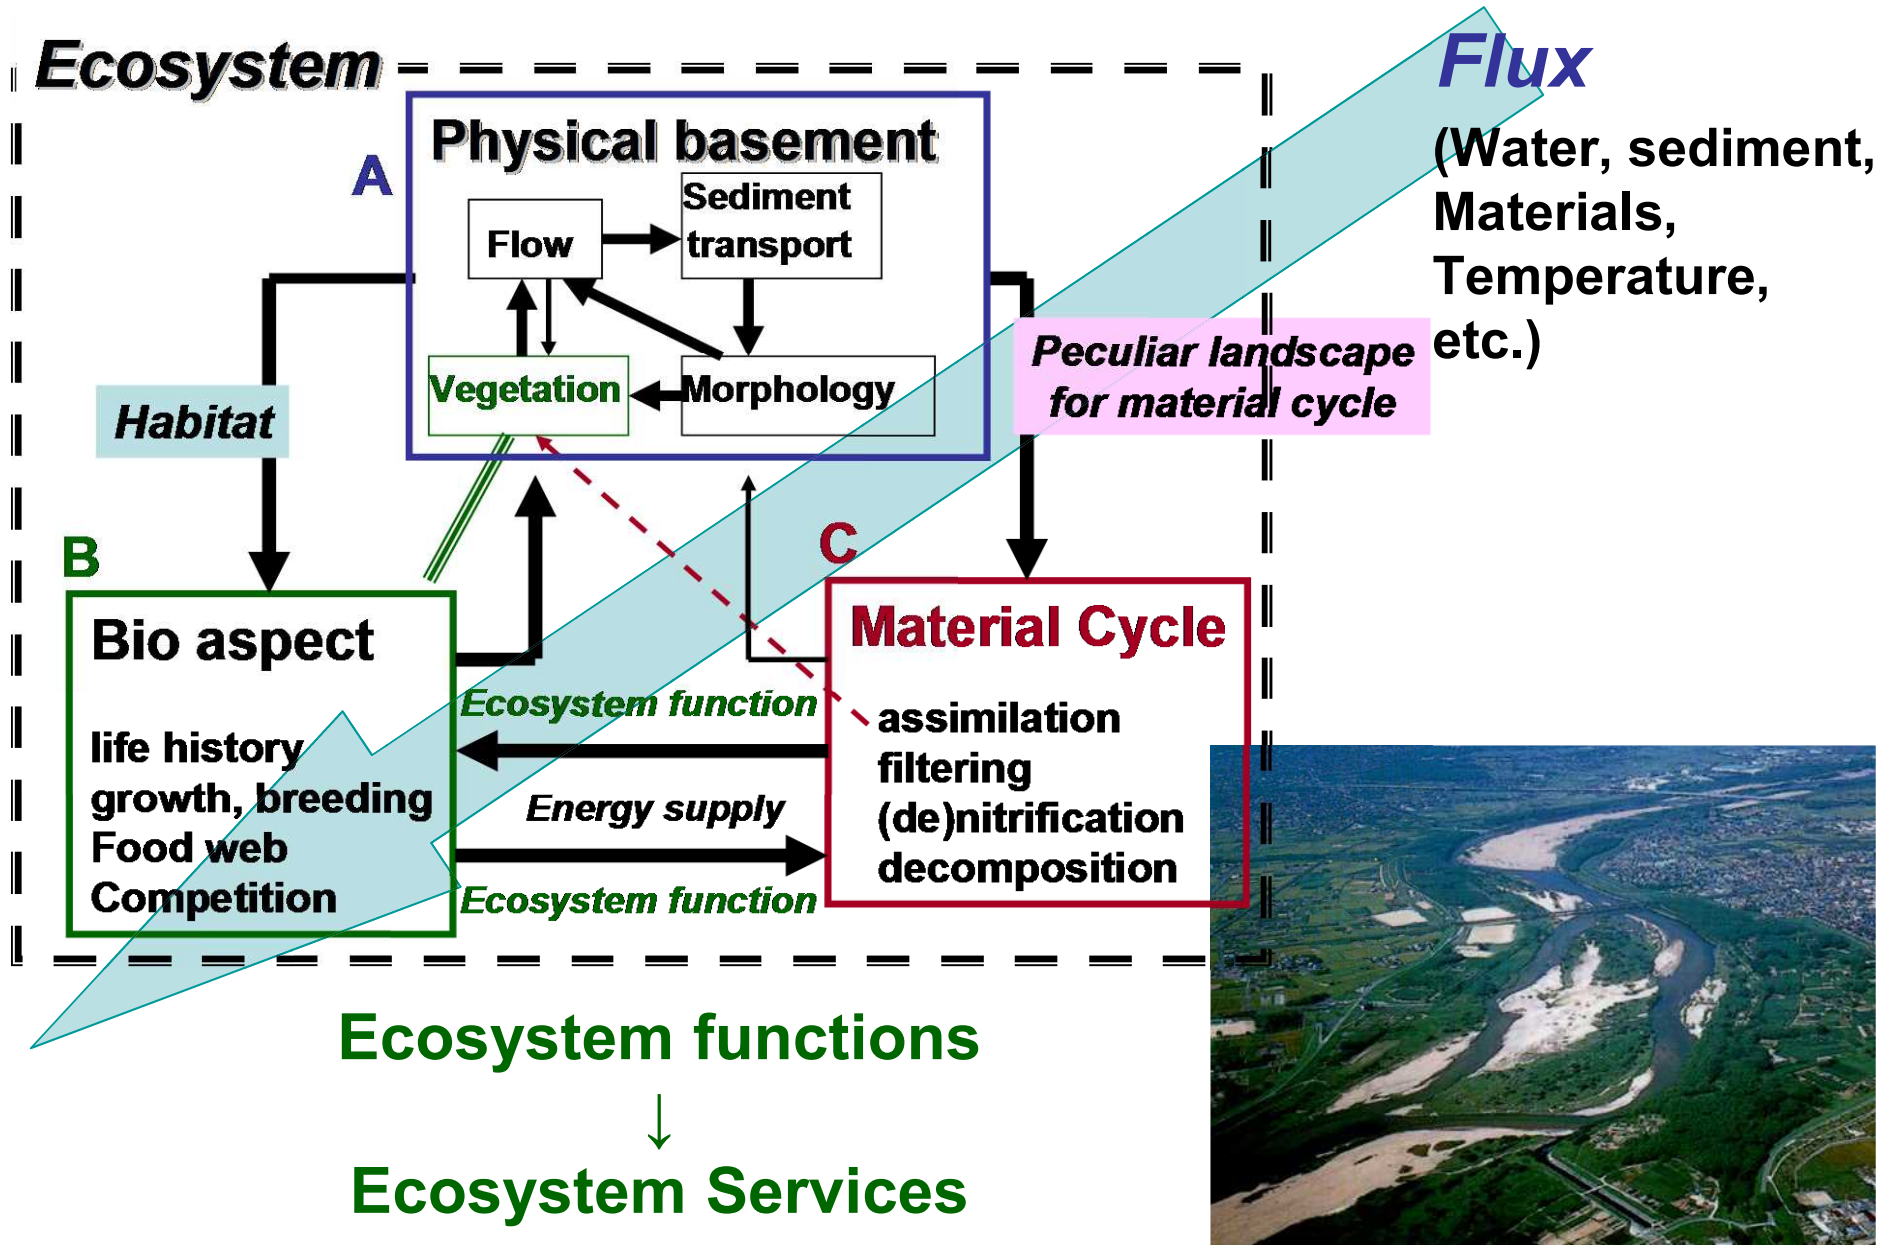 Ecosystem
Flux
(Water, sediment,
Materials,
Temperature,
etc.)
A
Physical basement
Flow
Sediment
transport
Vegetation
Morphology
Habitat
Peculiar landscape
for material cycle
B
Bio aspect
life history
growth, breeding
Food web
Competition
Ecosystem function
Energy supply
Ecosystem function
C
Material Cycle
assimilation
filtering
(de)nitrification
decomposition
Ecosystem functions
↓
Ecosystem Services